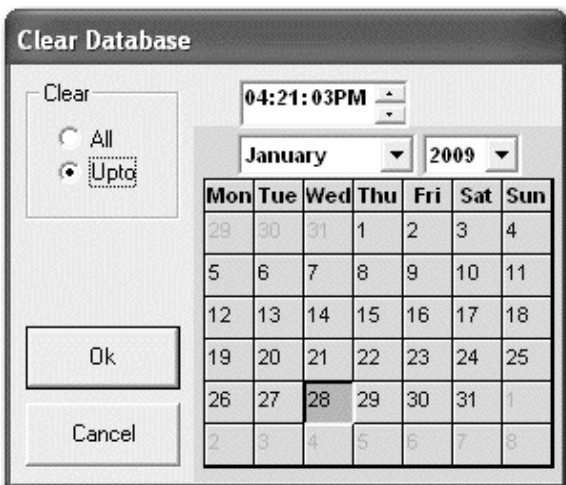 Clear Database
Clear
All
Upto
Ok
Cancel
04:21:03PM
January 2009
Mon Tue Wed Thu Fri Sat Sun
29 30 31 1 2 3 4
5 6 7 8 9 10 11
12 13 14 15 16 17 18
19 20 21 22 23 24 25
26 27 28 29 30 31 1
2 3 4 5 6 7 8